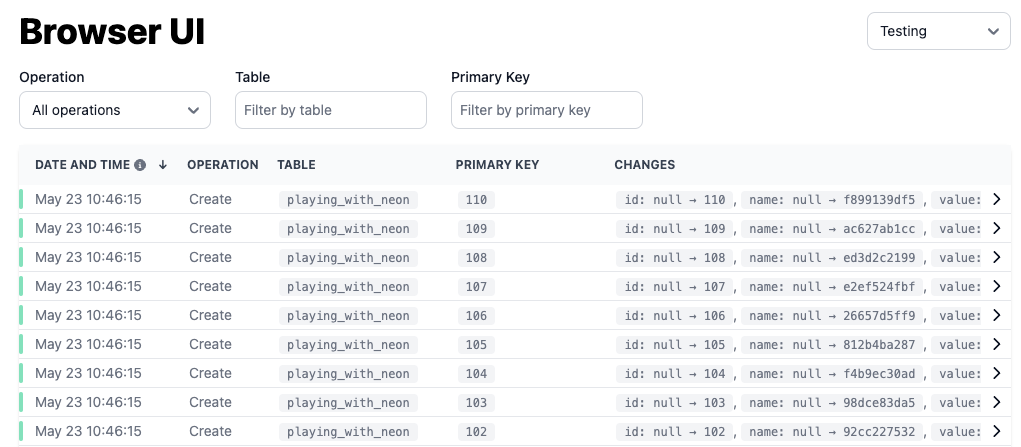 Browser UI
Testing
Operation
Table
Primary Key
All operations
Filter by table
Filter by primary key
DATE AND TIME OPERATION TABLE PRIMARY KEY CHANGES
May 23 10:46:15 Create playing_with_neon 110 id: null → 110 , name: null → f899139df5 , value:
May 23 10:46:15 Create playing_with_neon 109 id: null → 109 , name: null → ac627ab1cc , value:
May 23 10:46:15 Create playing_with_neon 108 id: null → 108 , name: null → ed3d2c2199 , value:
May 23 10:46:15 Create playing_with_neon 107 id: null → 107 , name: null → e2ef524fbf , value:
May 23 10:46:15 Create playing_with_neon 106 id: null → 106 , name: null → 26657d5ff9 , value:
May 23 10:46:15 Create playing_with_neon 105 id: null → 105 , name: null → 812b4ba287 , value:
May 23 10:46:15 Create playing_with_neon 104 id: null → 104 , name: null → f4b9ec30ad , value:
May 23 10:46:15 Create playing_with_neon 103 id: null → 103 , name: null → 98dce83da5 , value:
May 23 10:46:15 Create playing_with_neon 102 id: null → 102 , name: null → 92cc227532 , value: